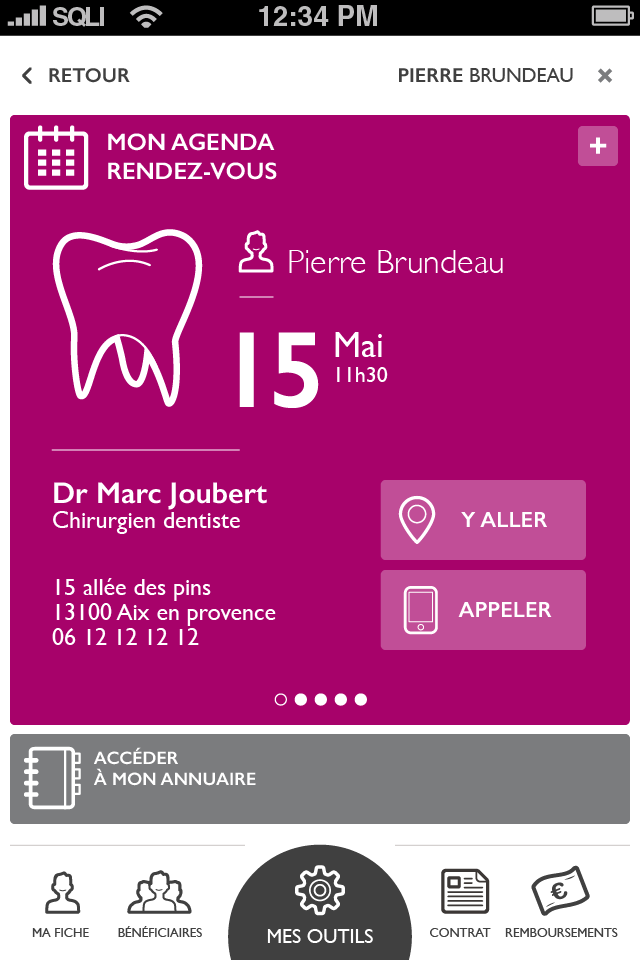 SQLI 12:34 PM
RETOUR
PIERRE BRUNDEAU
MON AGENDA
RENDEZ-VOUS
Pierre Brundeau
15 Mai
11h30
Dr Marc Joubert
Chirurgien dentiste
Y ALLER
15 allée des pins
13100 Aix en provence
06 12 12 12 12
APPELER
ACCÉDER
À MON ANNUAIRE
MA FICHE
BÉNÉFICIAIRES
MES OUTILS
CONTRAT
REMBOURSEMENTS